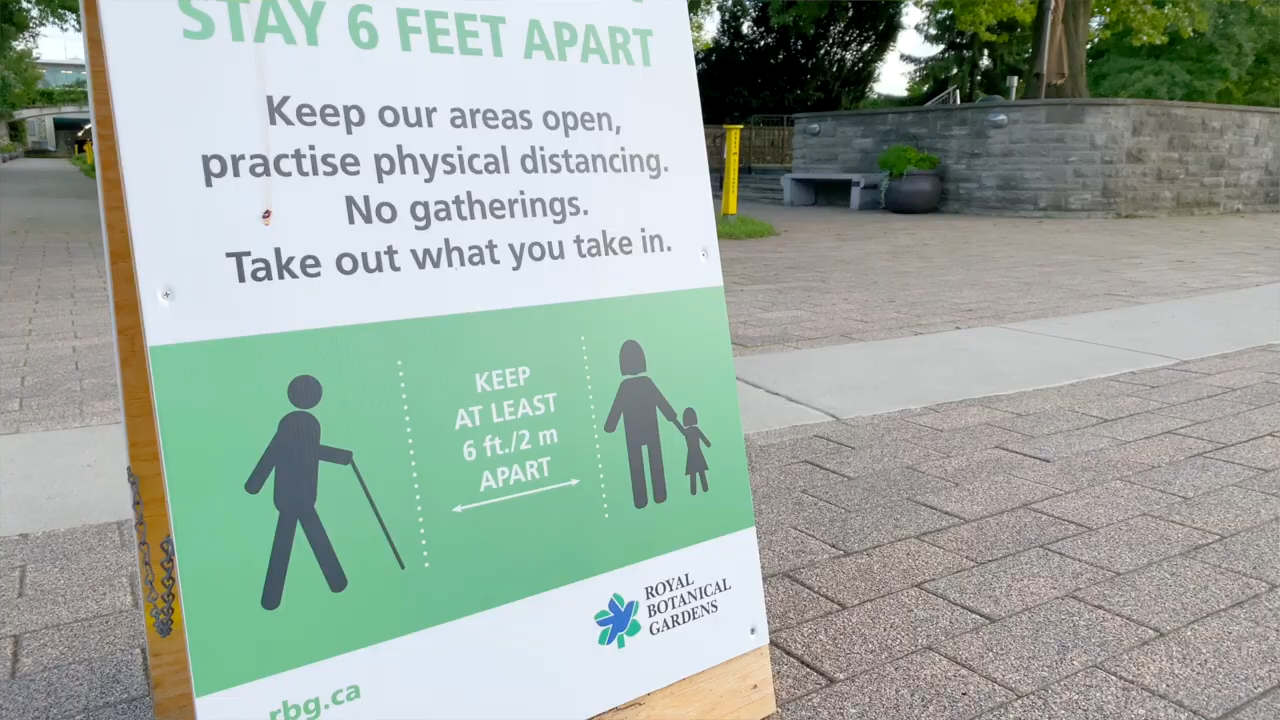 STAY 6 FEET APART
Keep our areas open,
practise physical distancing.
No gatherings.
Take out what you take in.
KEEP
AT LEAST
6 ft./2 m
APART
ROYAL
BOTANICAL
GARDENS
rbg.ca